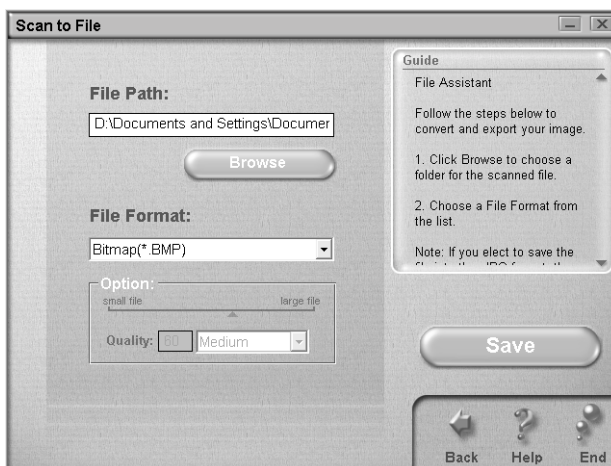 Scan to File
File Path:
D:\Documents and Settings\Documer
Browse
File Format:
Bitmap(*.BMP)
Option:
small file
large file
Quality:
60
Medium
Guide
File Assistant
Follow the steps below to
convert and export your image.
1. Click Browse to choose a
folder for the scanned file.
2. Choose a File Format from
the list.
Note: If you elect to save the
Save
Back
Help
End